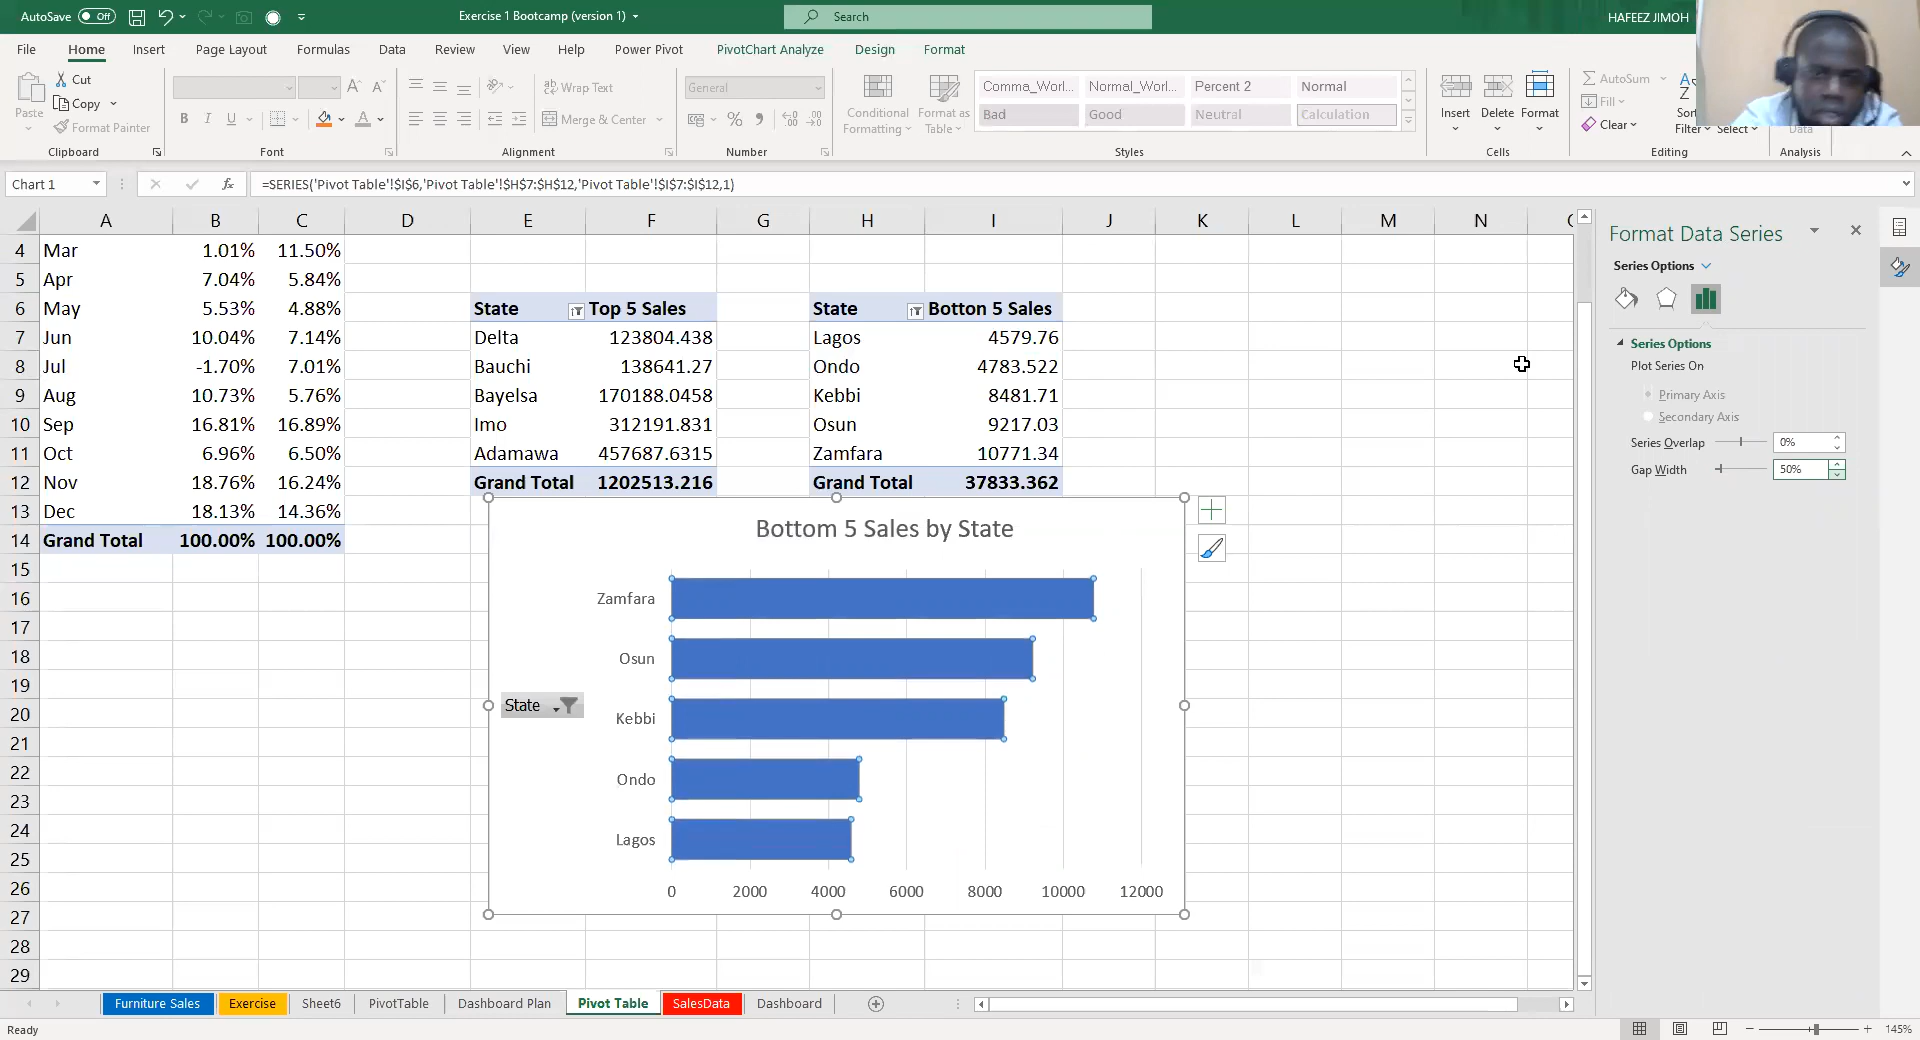 AutoSave Off Exercise 1 Bootcamp (version 1) Search HAFEEZ JIMOH
File Home Insert View Page Layout Formulas Data Review View Help Power Pivot PivotChart Analyze Design Format
Cut
Copy
Format Painter
Paste
Clipboard
B I U
Font
Wrap Text
Merge & Center
Alignment
General
% 9
Number
Conditional Formatting
Format as Table
Comma_Worl... Normal_Worl... Percent 2 Normal
Bad Good Neutral Calculation
Styles
Insert Delete Format
Cells
AutoSum
Fill
Clear
Sort
Filter Select
Editing
Data
Analysis
Chart 1 fx =SERIES('Pivot Table'!$I$6,'Pivot Table'!$H$7:$H$12,'Pivot Table'!$I$7:$I$12,1)
A B C D E F G H I J K L M N
4 Mar 1.01% 11.50%
5 Apr 7.04% 5.84%
6 May 5.53% 4.88% State Top 5 Sales State Botton 5 Sales
7 Jun 10.04% 7.14% Delta 123804.438 Lagos 4579.76
8 Jul -1.70% 7.01% Bauchi 138641.27 Ondo 4783.522
9 Aug 10.73% 5.76% Bayelsa 170188.0458 Kebbi 8481.71
10 Sep 16.81% 16.89% Imo 312191.831 Osun 9217.03
11 Oct 6.96% 6.50% Adamawa 457687.6315 Zamfara 10771.34
12 Nov 18.76% 16.24% Grand Total 1202513.216 Grand Total 37833.362
13 Dec 18.13% 14.36%
14 Grand Total 100.00% 100.00%
15
16
17
18
19
20
21
22
23
24
25
26
27
28
29
Bottom 5 Sales by State
Zamfara
Osun
Kebbi
Ondo
Lagos
State
0 2000 4000 6000 8000 10000 12000
Format Data Series
Series Options
Series Options
Plot Series On
Primary Axis
Secondary Axis
Series Overlap 0%
Gap Width 50%
Furniture Sales Exercise Sheet6 PivotTable Dashboard Plan Pivot Table SalesData Dashboard
Ready 145%